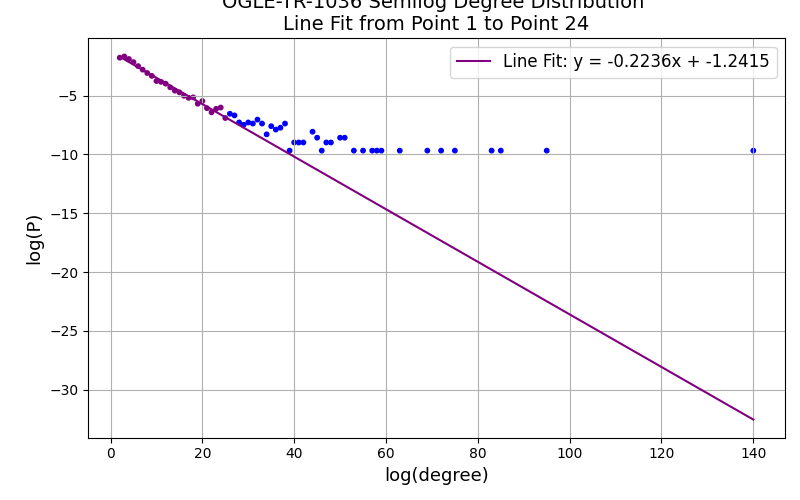 OGLE-TR-1036 Semilog Degree Distribution
Line Fit from Point 1 to Point 24
Line Fit: y = -0.2236x + -1.2415
log(P)
−5
−10
−15
−20
−25
−30
0 20 40 60 80 100 120 140
log(degree)